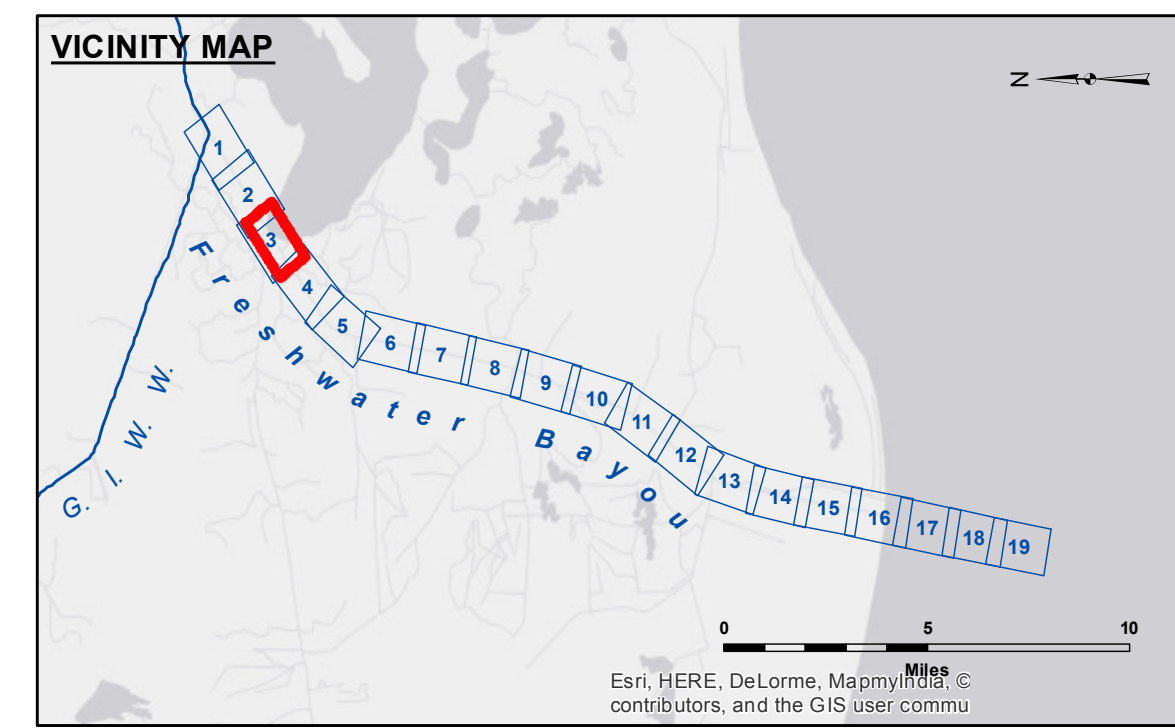 VICINITY MAP
N
1
2
3
4
5
6
7
8
9
10
11
12
13
14
15
16
17
18
19
Freshwater Bayou
G. I. W. W.
0 5 10
Miles
Esri, HERE, DeLorme, MapmyIndia, ©
contributors, and the GIS user commu